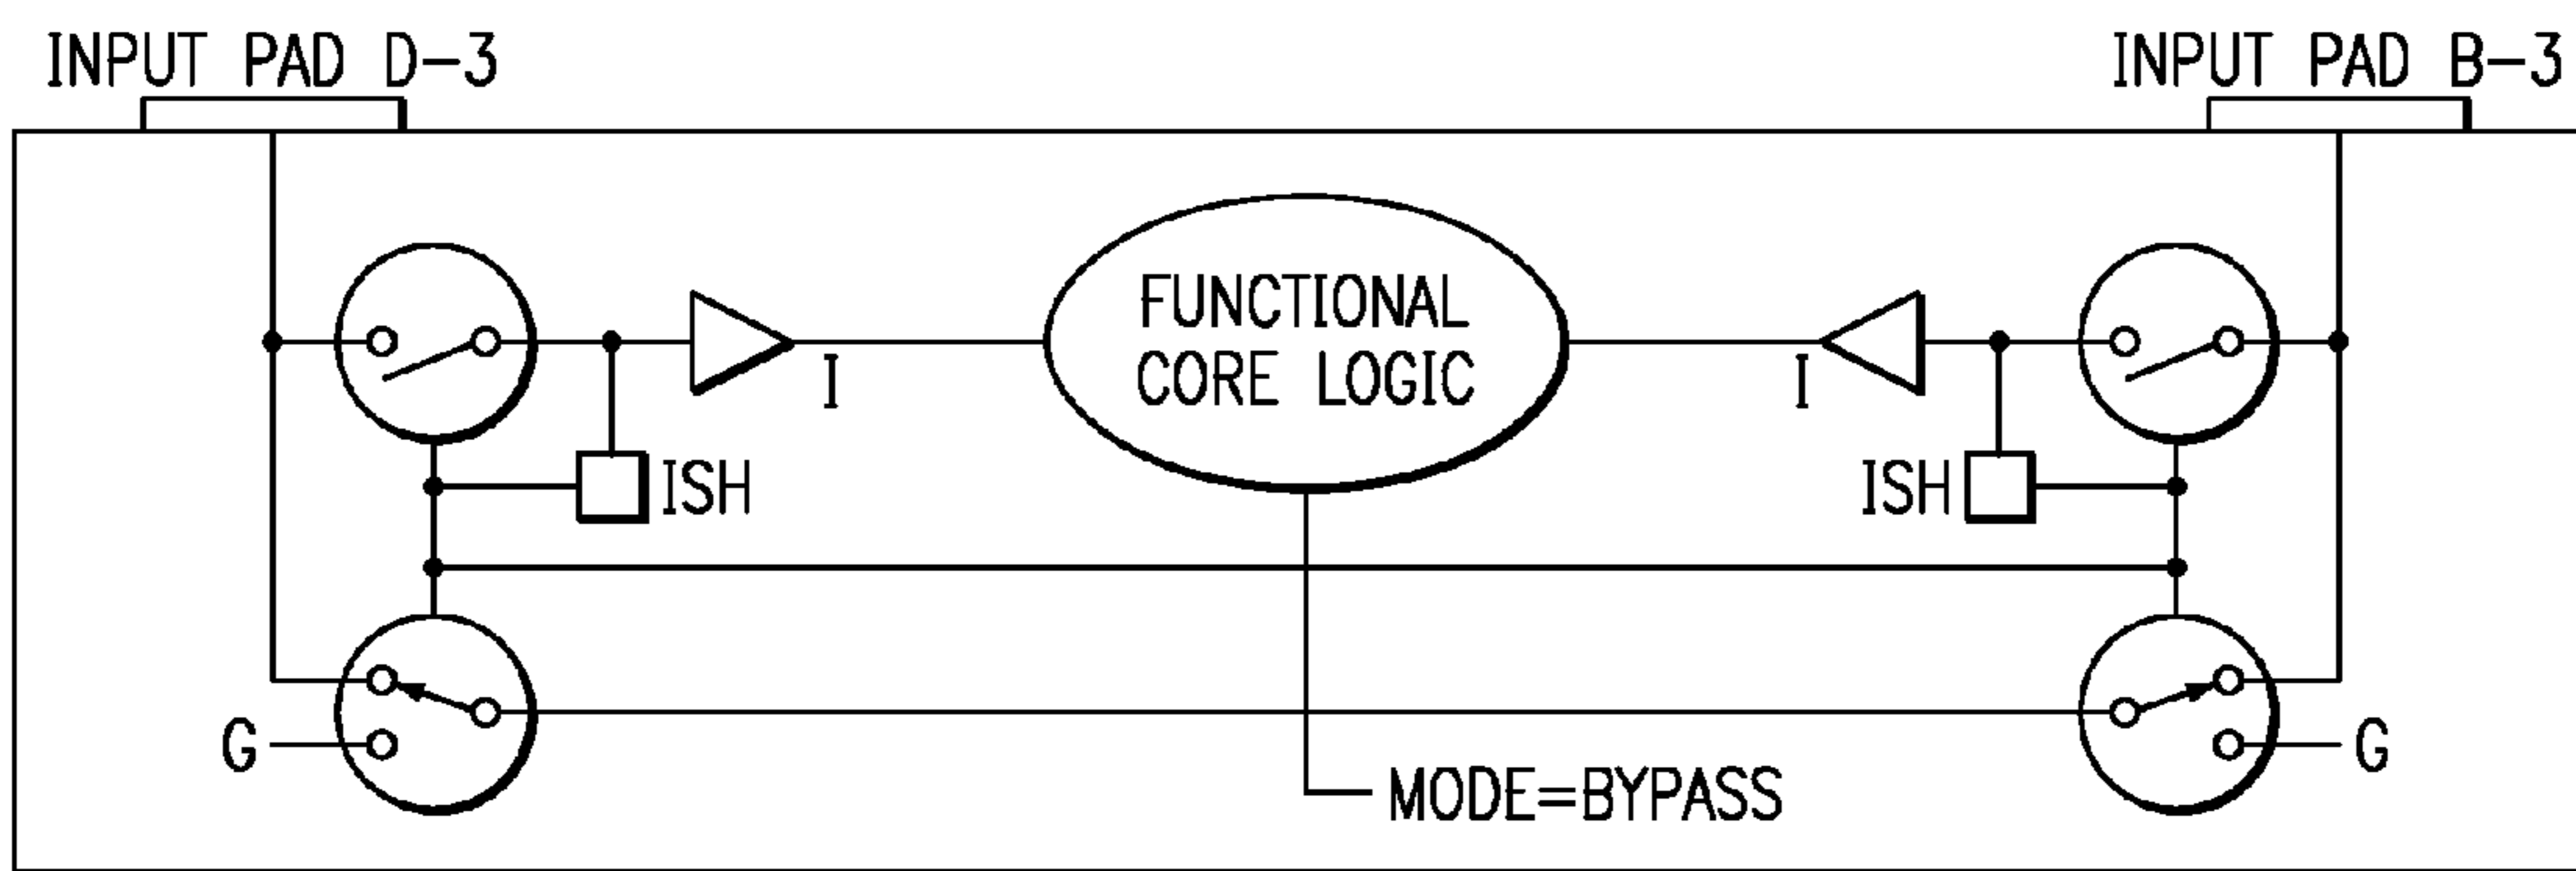 INPUT PAD D-3
INPUT PAD B-3
FUNCTIONAL
CORE LOGIC
I
I
ISH
ISH
G
G
MODE=BYPASS